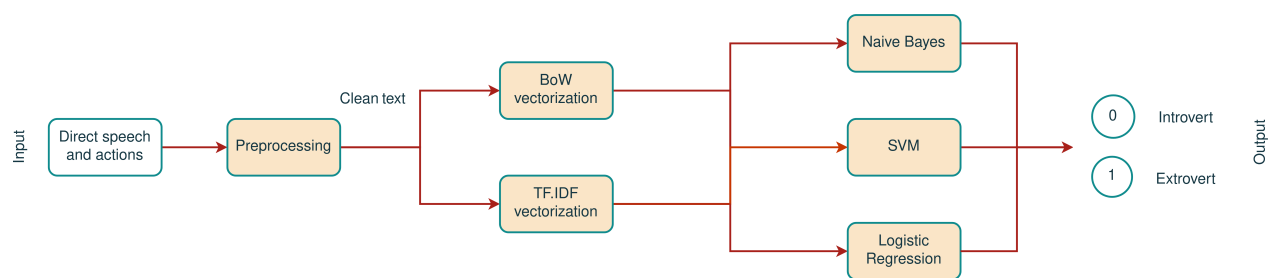 Input
Direct speech
and actions
Preprocessing
Clean text
BoW
vectorization
TF.IDF
vectorization
Naive Bayes
SVM
Logistic
Regression
0
Introvert
1
Extrovert
Output